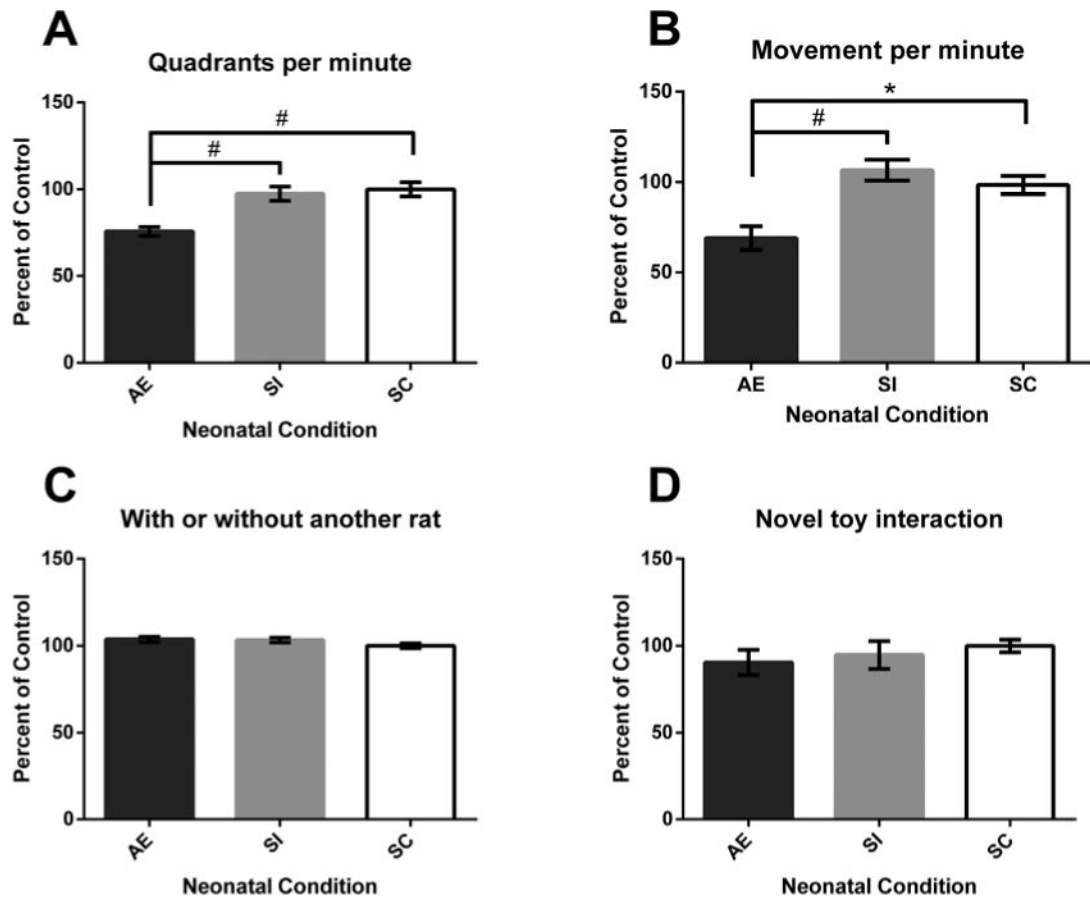 A
Quadrants per minute
Percent of Control
150
100
50
0
#
#
AE
SI
SC
Neonatal Condition
B
Movement per minute
Percent of Control
150
100
50
0
*
#
AE
SI
SC
Neonatal Condition
C
With or without another rat
Percent of Control
150
100
50
0
AE
SI
SC
Neonatal Condition
D
Novel toy interaction
Percent of Control
150
100
50
0
AE
SI
SC
Neonatal Condition